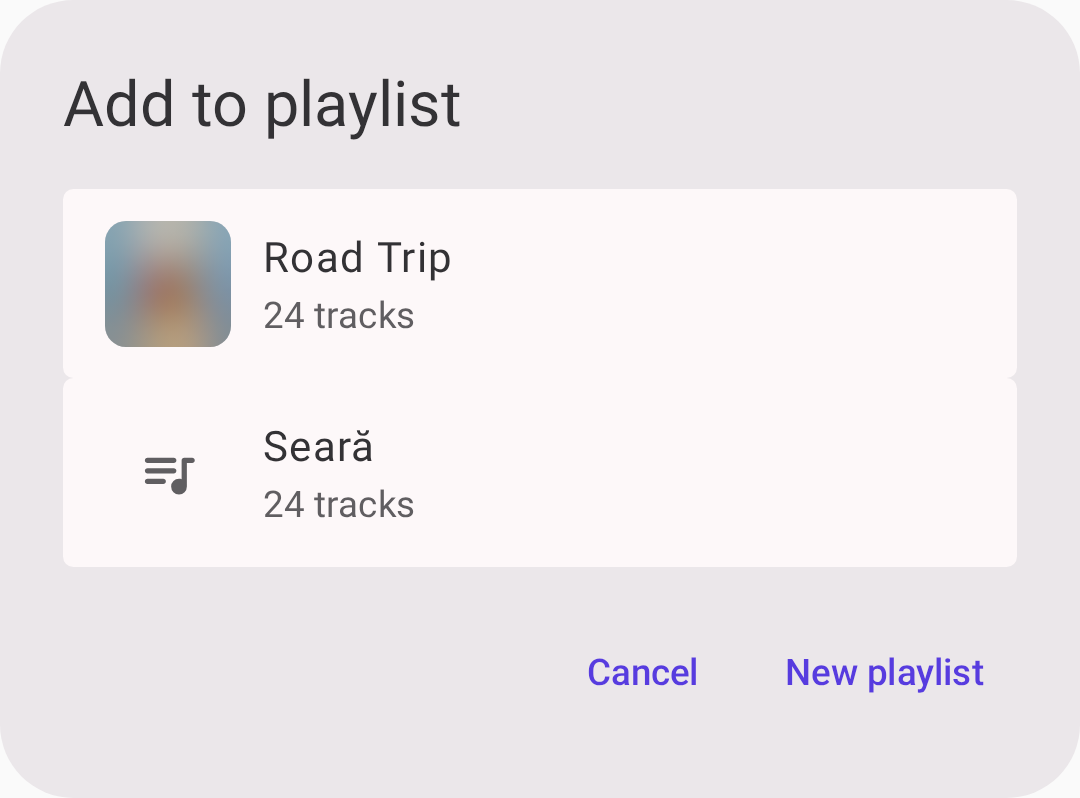 Add to playlist
Road Trip
24 tracks
Seară
24 tracks
Cancel
New playlist